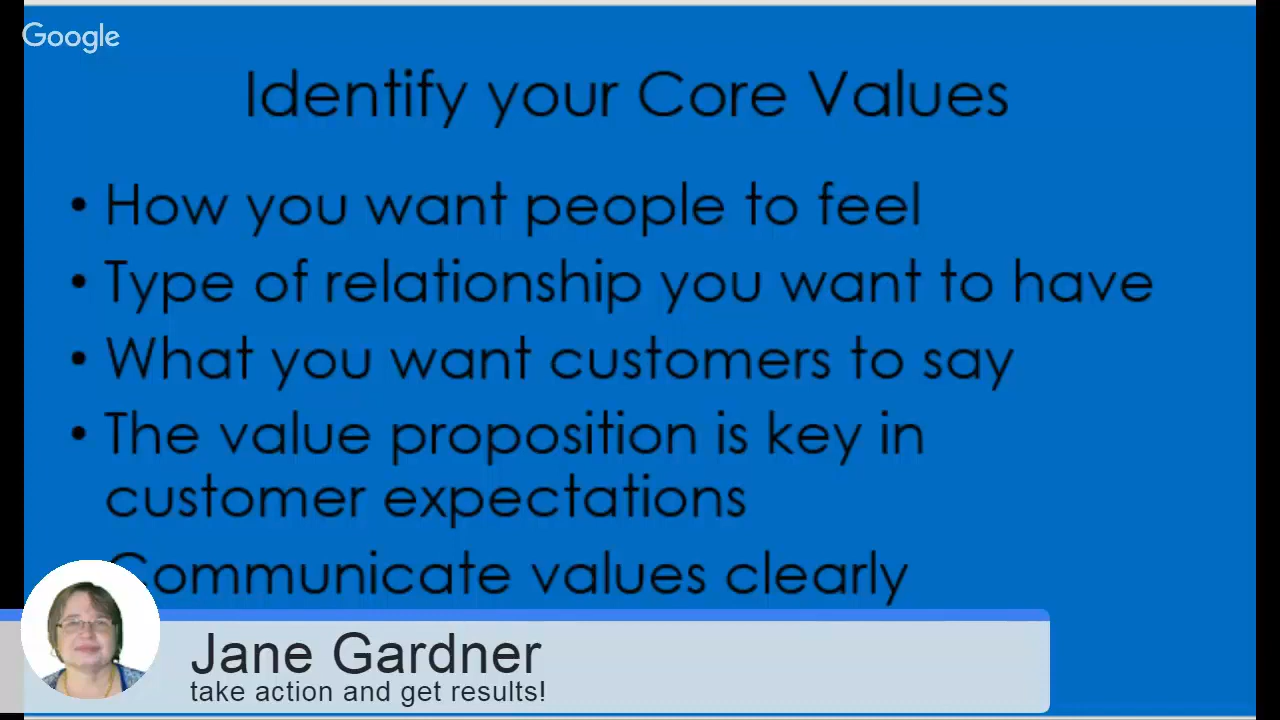 Google
Identify your Core Values
• How you want people to feel
• Type of relationship you want to have
• What you want customers to say
• The value proposition is key in
customer expectations
Communicate values clearly
Jane Gardner
take action and get results!